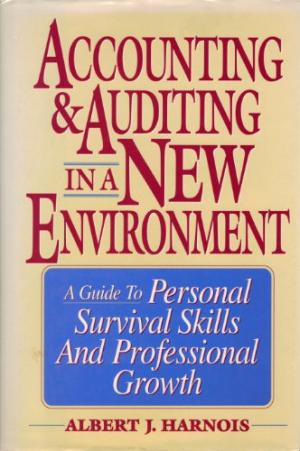 ACCOUNTING
& AUDITING
IN A NEW
ENVIRONMENT
A Guide To Personal
Survival Skills
And Professional
Growth
ALBERT J. HARNOIS